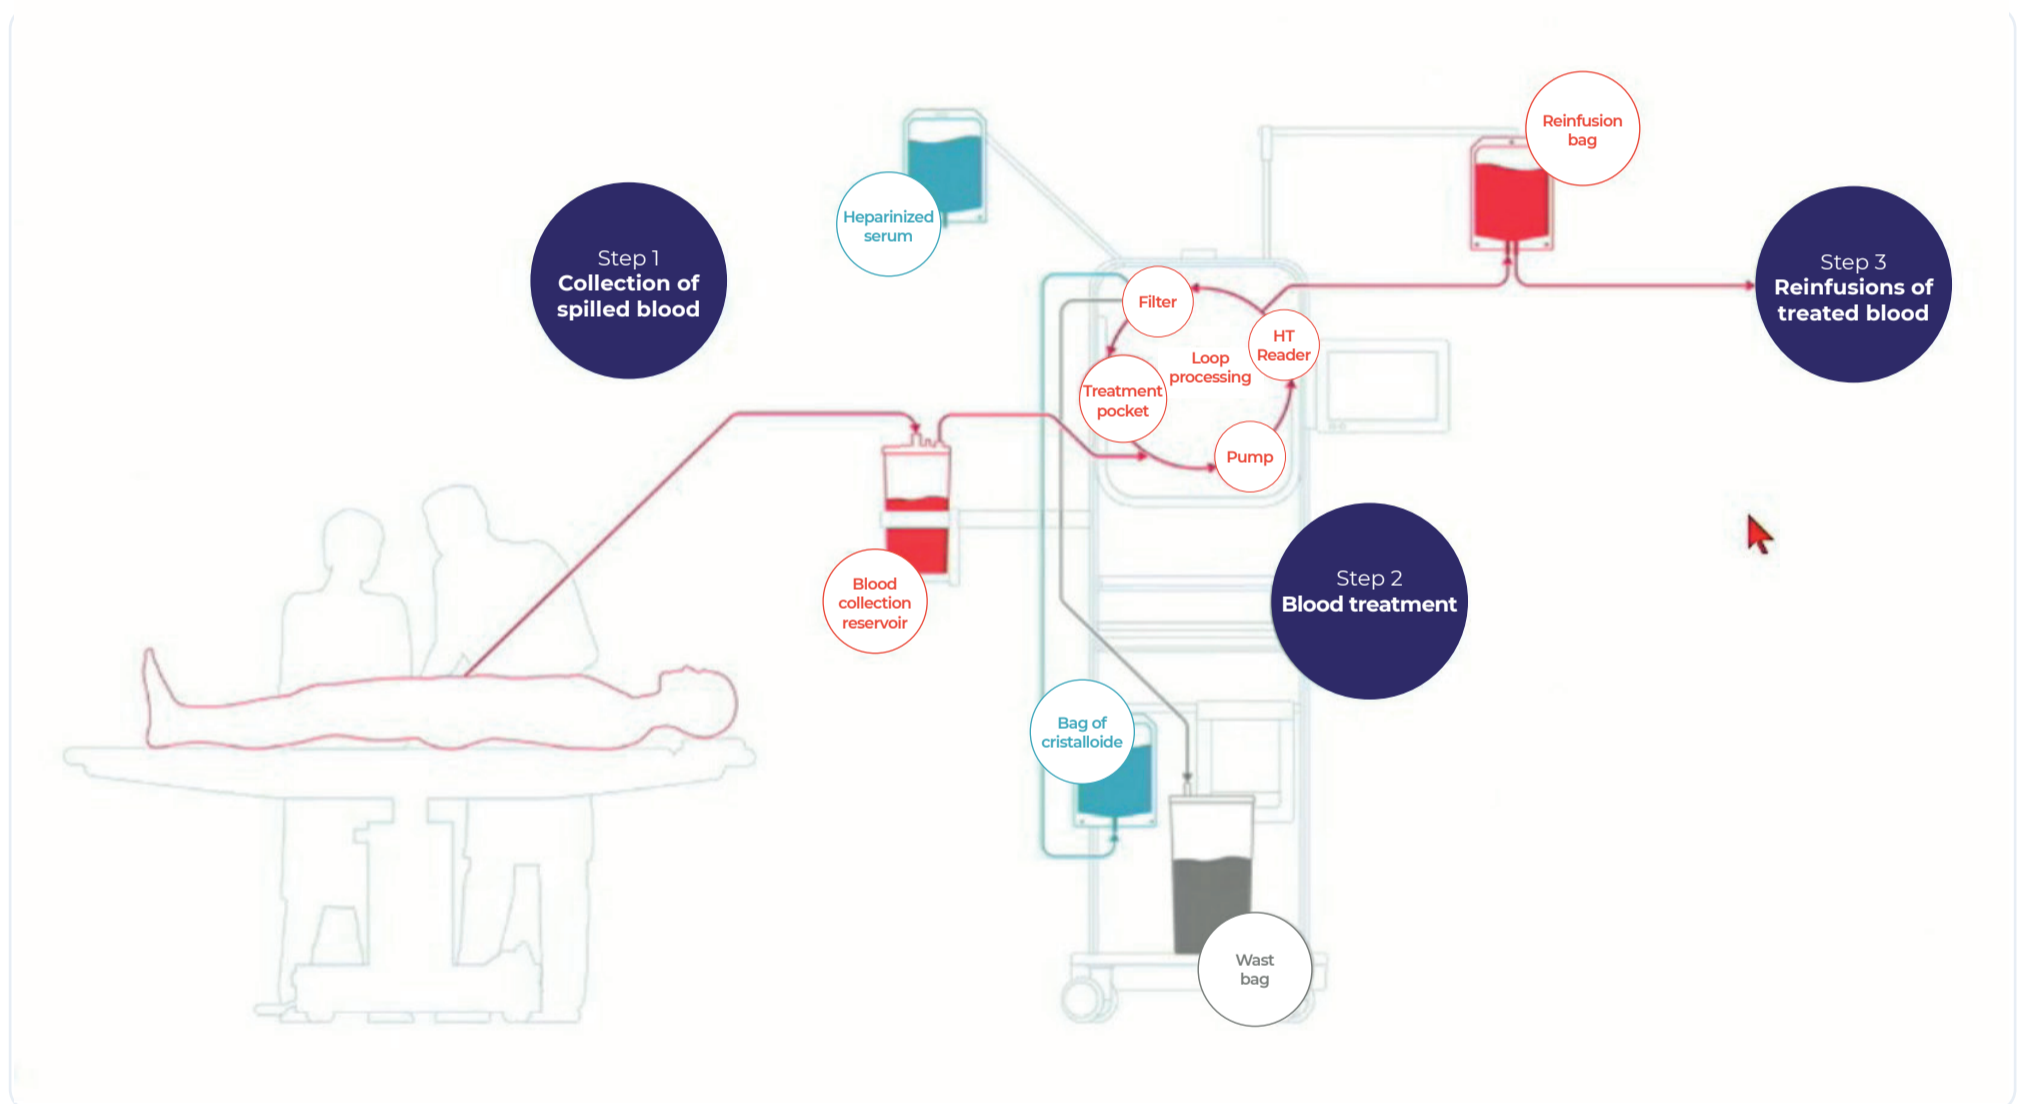 Step 1
Collection of
spilled blood
Heparinized
serum
Blood
collection
reservoir
Filter
Treatment
pocket
Loop
processing
HT
Reader
Pump
Step 2
Blood treatment
Bag of
cristalloide
Wast
bag
Reinfusion
bag
Step 3
Reinfusions of
treated blood